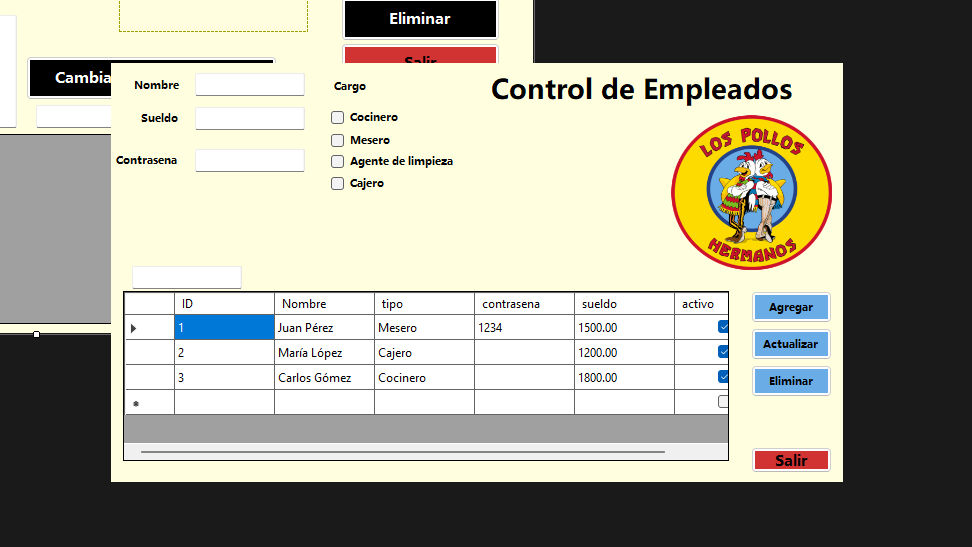 Eliminar
Salir
Cambia
Control de Empleados
Nombre
Cargo
Sueldo
Cocinero
Mesero
Contrasena
Agente de limpieza
Cajero
LOS POLLOS
HERMANOS
ID Nombre tipo contrasena sueldo activo
1 Juan Pérez Mesero 1234 1500.00
2 María López Cajero 1200.00
3 Carlos Gómez Cocinero 1800.00
Agregar
Actualizar
Eliminar
Salir